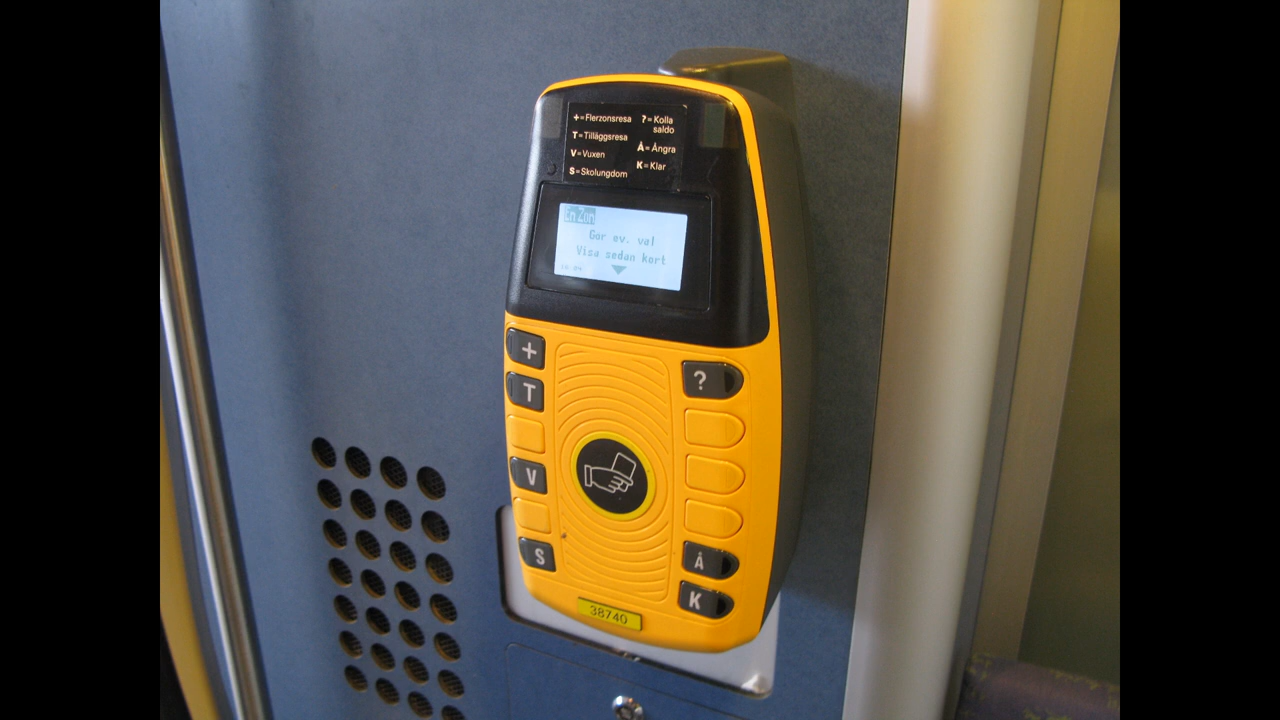 +=Flerzonsresa
T=Tilläggsresa
V=Vuxen
S=Skolungdom
?=Kolla
saldo
Å=Ångra
K=Klar
En Zon
Gör ev. val
Visa sedan kort
+
T
V
S
?
Å
K
38740